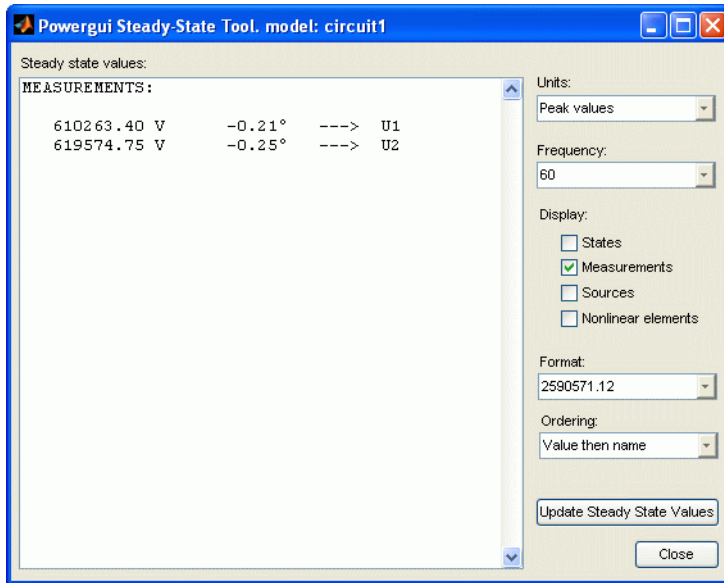 Powergui Steady-State Tool. model: circuit1
Steady state values:
MEASUREMENTS:
610263.40 V -0.21° ---> U1
619574.75 V -0.25° ---> U2
Units:
Peak values
Frequency:
60
Display:
States
Measurements
Sources
Nonlinear elements
Format:
2590571.12
Ordering:
Value then name
Update Steady State Values
Close